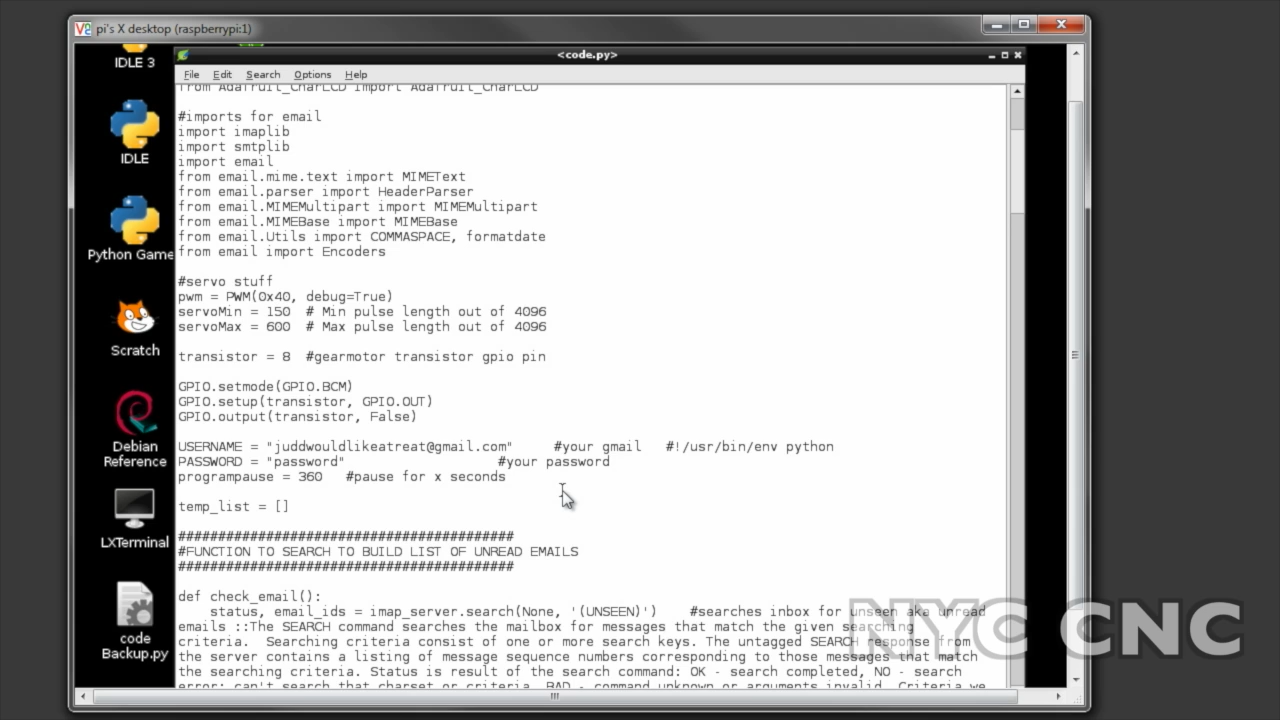 pi's X desktop (raspberrypi:1)
IDLE 3
IDLE
Python Game
Scratch
Debian
Reference
LXTerminal
code
Backup.py
<code.py>
File Edit Search Options Help
from Adafruit_CharLCD import Adafruit_CharLCD
#imports for email
import imaplib
import smtplib
import email
from email.mime.text import MIMEText
from email.parser import HeaderParser
from email.MIMEMultipart import MIMEMultipart
from email.MIMEBase import MIMEBase
from email.Utils import COMMASPACE, formatdate
from email import Encoders
#servo stuff
pwm = PWM(0x40, debug=True)
servoMin = 150  # Min pulse length out of 4096
servoMax = 600  # Max pulse length out of 4096
transistor = 8  #gearmotor transistor gpio pin
GPIO.setmode(GPIO.BCM)
GPIO.setup(transistor, GPIO.OUT)
GPIO.output(transistor, False)
USERNAME = "juddwouldlikeatreat@gmail.com"     #your gmail   #!/usr/bin/env python
PASSWORD = "password"                   #your password
programpause = 360   #pause for x seconds
temp_list = []
##########################################
#FUNCTION TO SEARCH TO BUILD LIST OF UNREAD EMAILS
##########################################
def check_email():
    status, email_ids = imap_server.search(None, '(UNSEEN)')    #searches inbox for unseen aka unread
emails ::The SEARCH command searches the mailbox for messages that match the given searching
criteria.  Searching criteria consist of one or more search keys. The untagged SEARCH response from
the server contains a listing of message sequence numbers corresponding to those messages that match
the searching criteria. Status is result of the search command: OK - search completed, NO - search
error: can't search that charset or criteria, BAD - command unknown or arguments invalid. Criteria we
NYC CNC